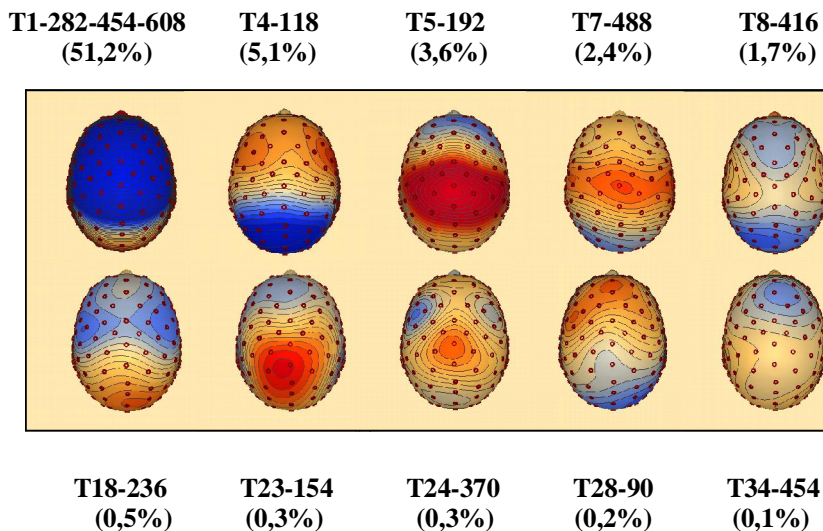 T1-282-454-608 T4-118 T5-192 T7-488 T8-416
(51,2%) (5,1%) (3,6%) (2,4%) (1,7%)
T18-236 T23-154 T24-370 T28-90 T34-454
(0,5%) (0,3%) (0,3%) (0,2%) (0,1%)